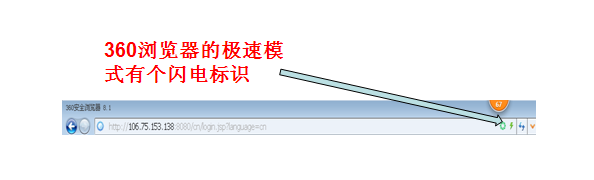 360浏览器的极速模
式有个闪电标识
62
360安全浏览器 8.1
http://106.75.153.138:8080/cn/login.jsp?language=cn